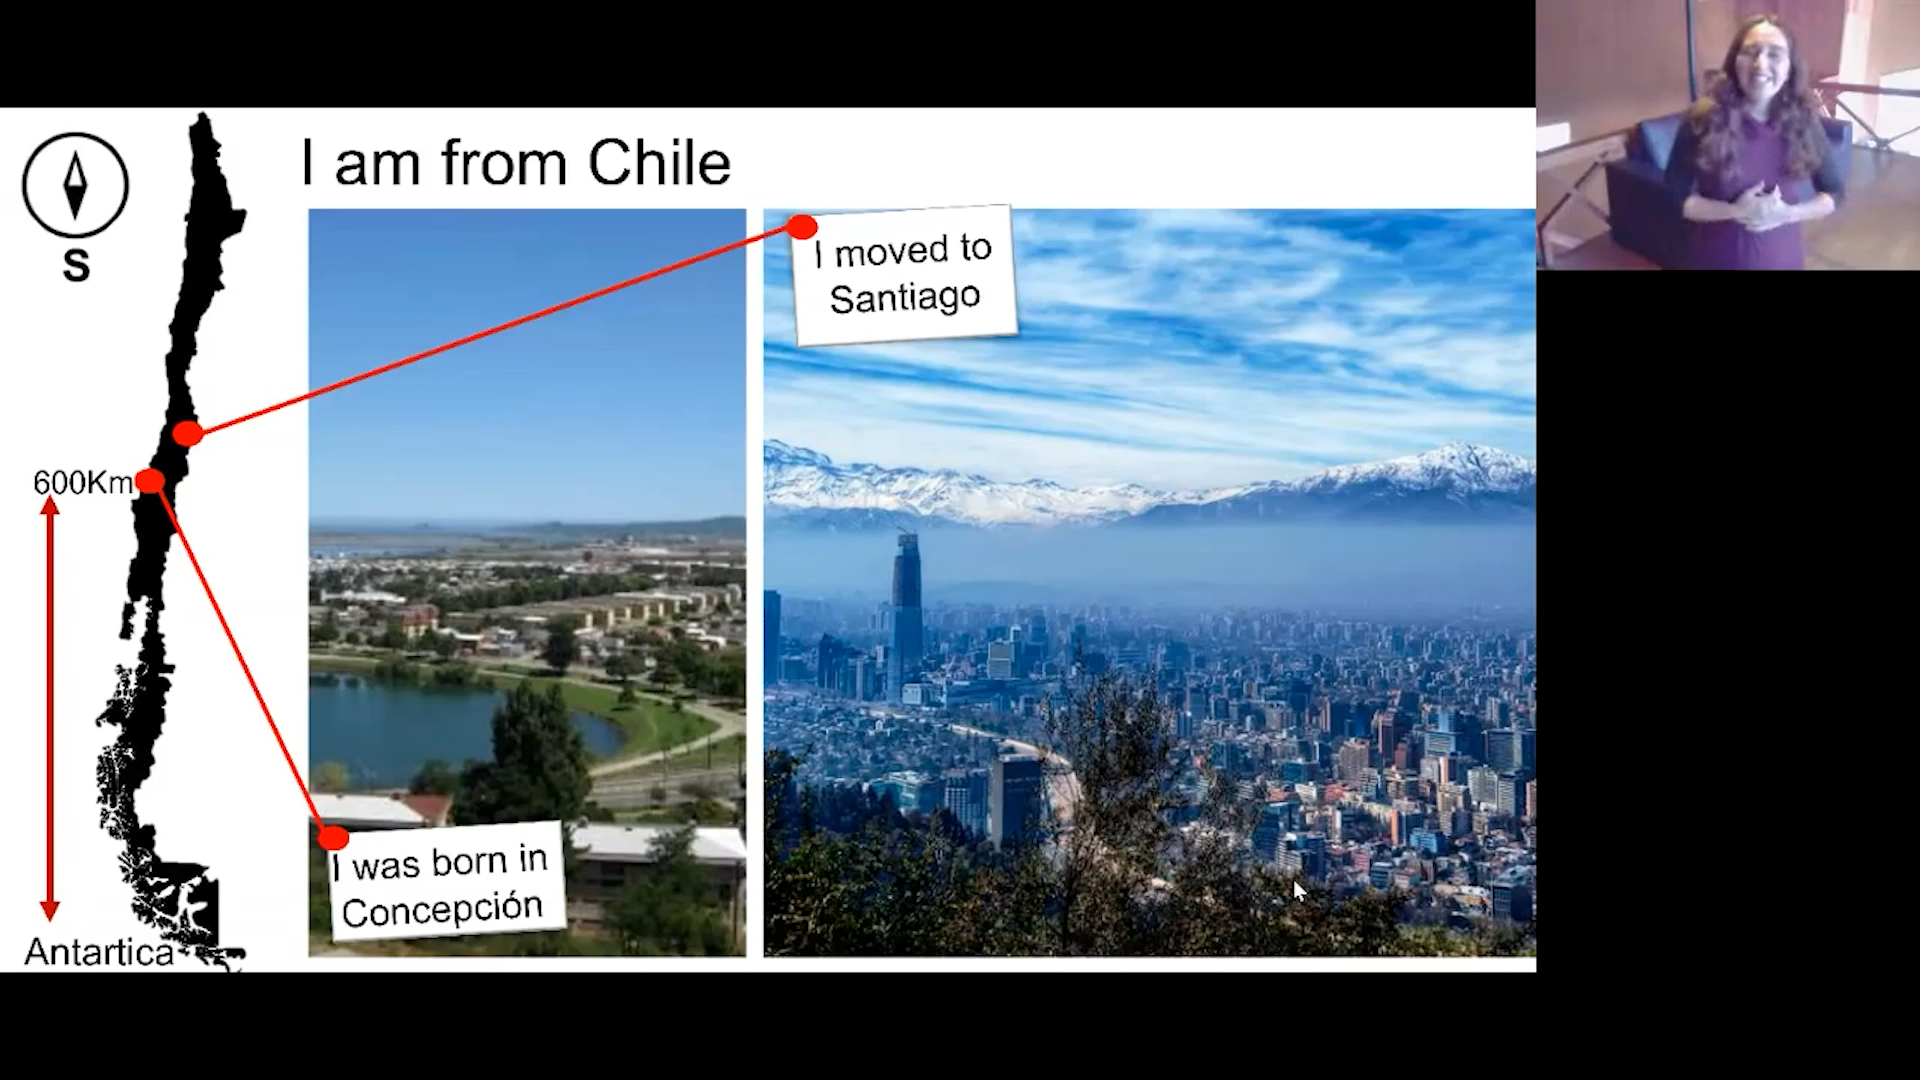 I am from Chile
S
I moved to
Santiago
600Km
I was born in
Concepción
Antartica